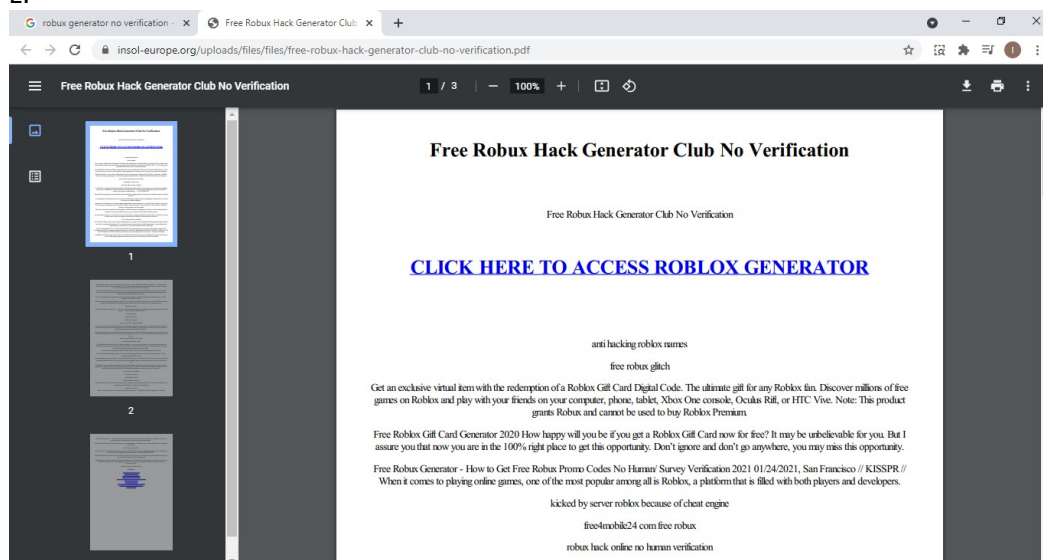 2.
robux generator no verification -
Free Robux Hack Generator Club
insol-europe.org/uploads/files/files/free-robux-hack-generator-club-no-verification.pdf
Free Robux Hack Generator Club No Verification
1 / 3
100%
1
2
Free Robux Hack Generator Club No Verification
Free Robux Hack Generator Club No Verification
CLICK HERE TO ACCESS ROBLOX GENERATOR
anti hacking roblox names
free robux glitch
Get an exclusive virtual item with the redemption of a Roblox Gift Card Digital Code. The ultimate gift for any Roblox fan. Discover millions of free
games on Roblox and play with your friends on your computer, phone, tablet, Xbox One console, Oculus Rift, or HTC Vive. Note: This product
grants Robux and cannot be used to buy Roblox Premium.
Free Roblox Gift Card Generator 2020 How happy will you be if you get a Roblox Gift Card now for free? It may be unbelievable for you. But I
assure you that now you are in the 100% right place to get this opportunity. Don't ignore and don't go anywhere, you may miss this opportunity.
Free Robux Generator - How to Get Free Robux Promo Codes No Human/ Survey Verification 2021 01/24/2021, San Francisco // KISSPR //
When it comes to playing online games, one of the most popular among all is Roblox, a platform that is filled with both players and developers.
kicked by server roblox because of cheat engine
free4mobile24 com free robux
robux hack online no human verification